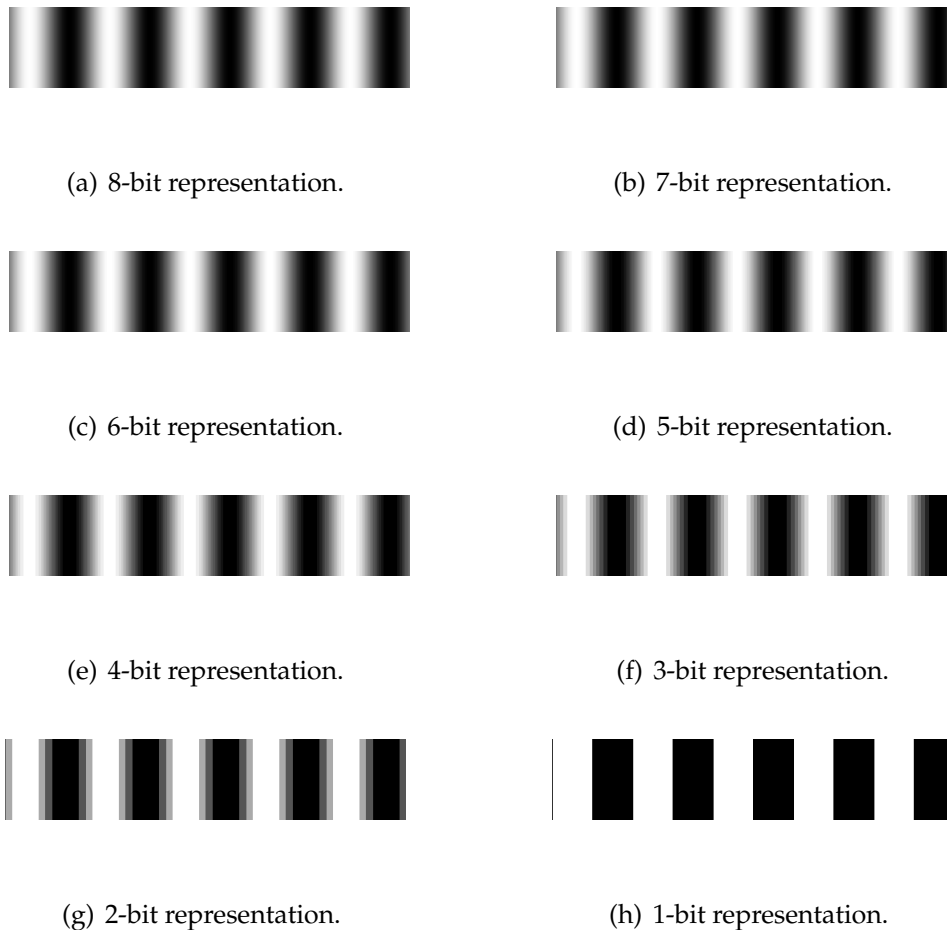 (a) 8-bit representation.
(b) 7-bit representation.
(c) 6-bit representation.
(d) 5-bit representation.
(e) 4-bit representation.
(f) 3-bit representation.
(g) 2-bit representation.
(h) 1-bit representation.